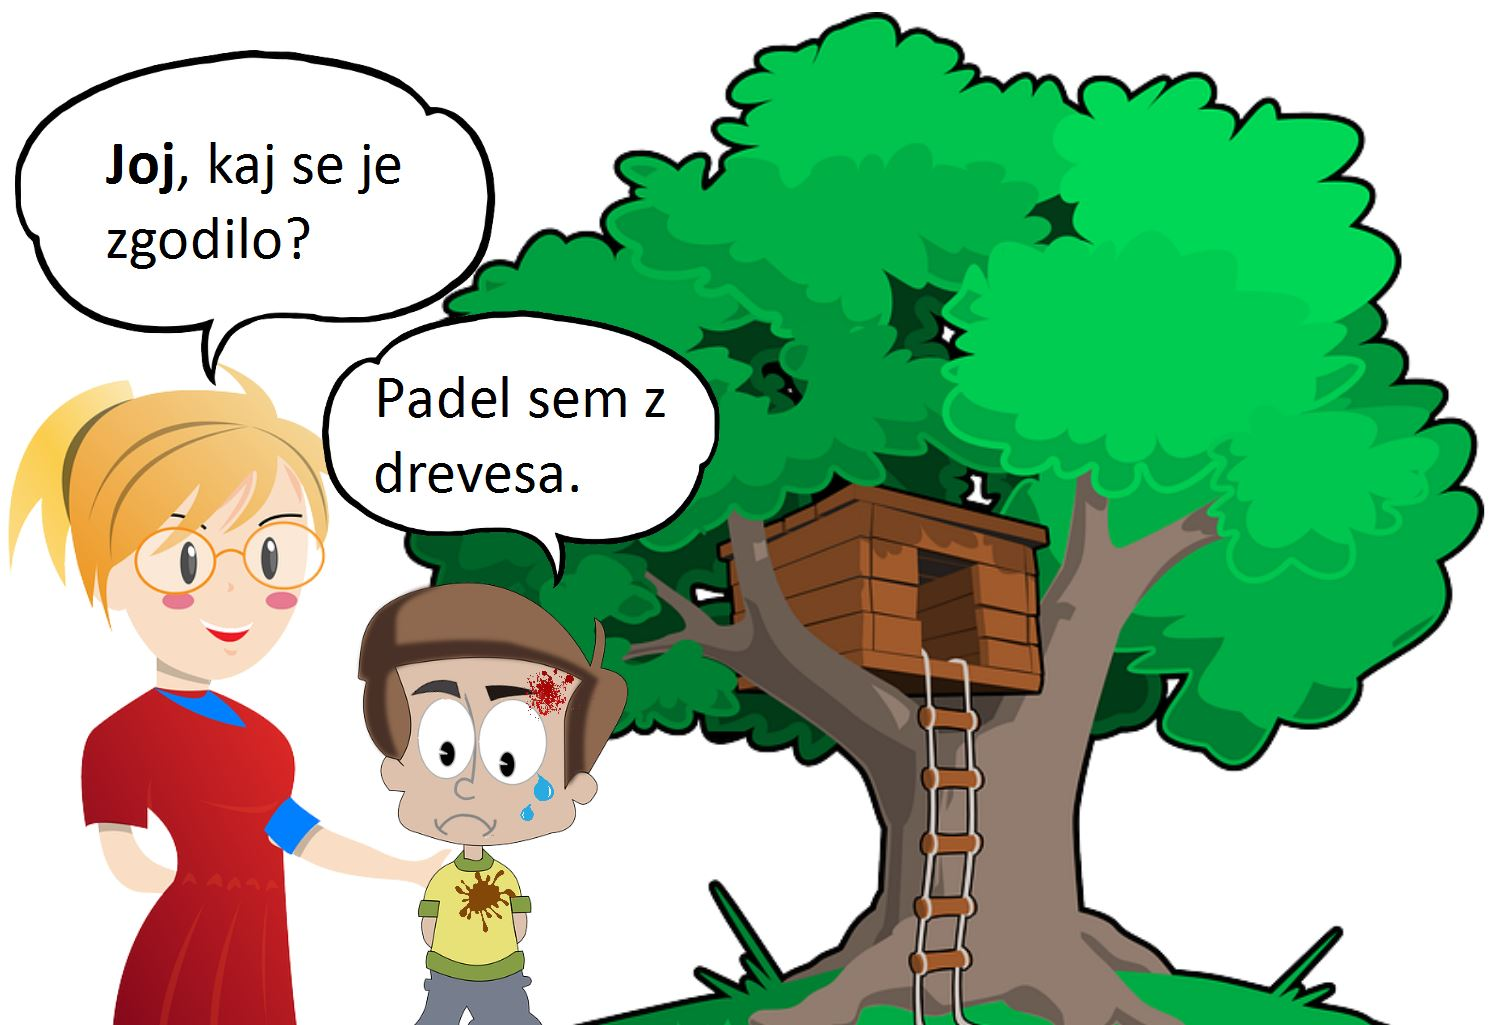 Joj, kaj se je
zgodilo?
Padel sem z
drevesa.